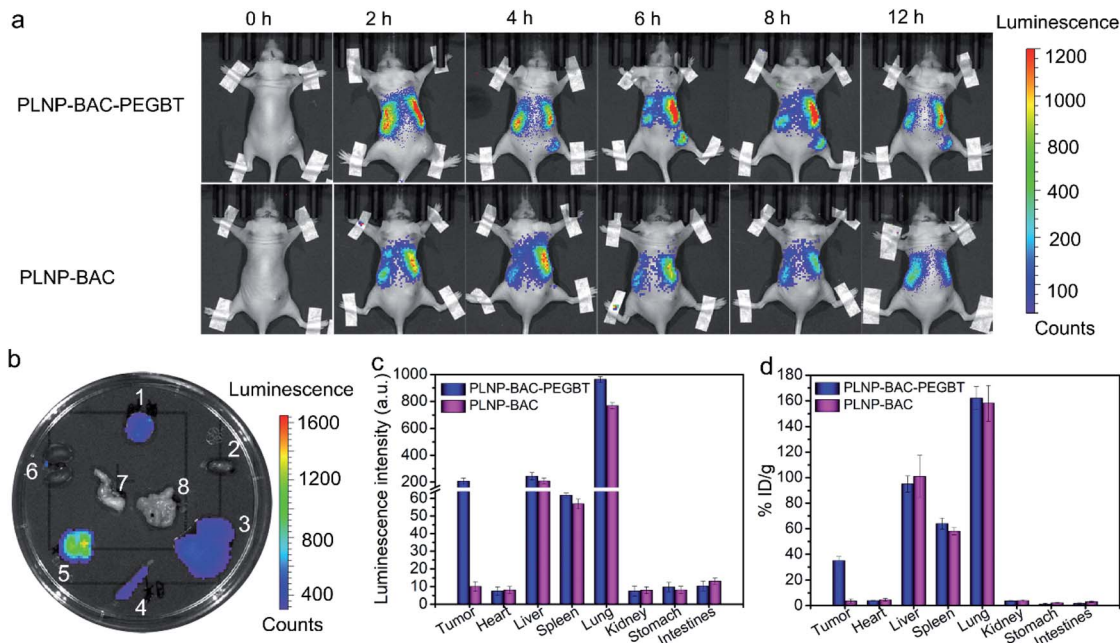 a
0 h 2 h 4 h 6 h 8 h 12 h
Luminescence
PLNP-BAC-PEGBT
PLNP-BAC
1200
1000
800
600
400
200
100
Counts
b
1
2
3
4
5
6
7
8
Luminescence
1600
1200
800
400
Counts
c
PLNP-BAC-PEGBT
PLNP-BAC
Luminescence intensity (a.u.)
1000
800
600
400
200
60
50
40
30
20
10
0
Tumor Heart Liver Spleen Lung Kidney Stomach Intestines
d
PLNP-BAC-PEGBT
PLNP-BAC
% ID/g
180
160
140
120
100
80
60
40
30
20
10
0
Tumor Heart Liver Spleen Lung Kidney Stomach Intestines